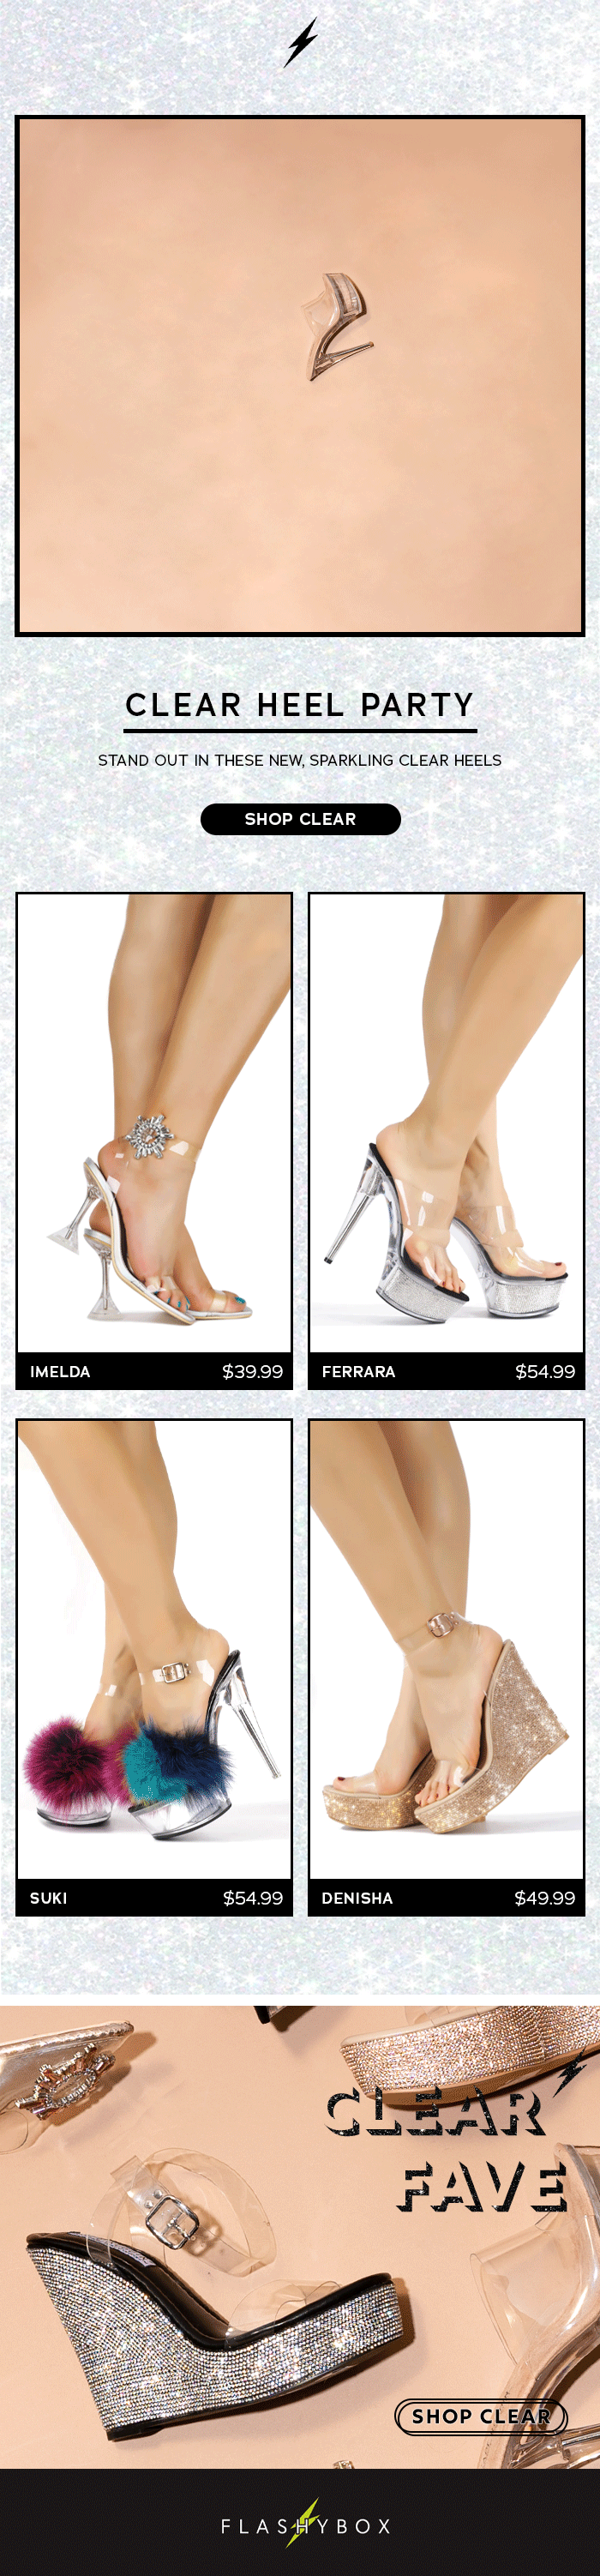 CLEAR HEEL PARTY
STAND OUT IN THESE NEW, SPARKLING CLEAR HEELS
SHOP CLEAR
IMELDA $39.99
FERRARA $54.99
SUKI $54.99
DENISHA $49.99
CLEAR
FAVE
SHOP CLEAR
FLASHYBOX